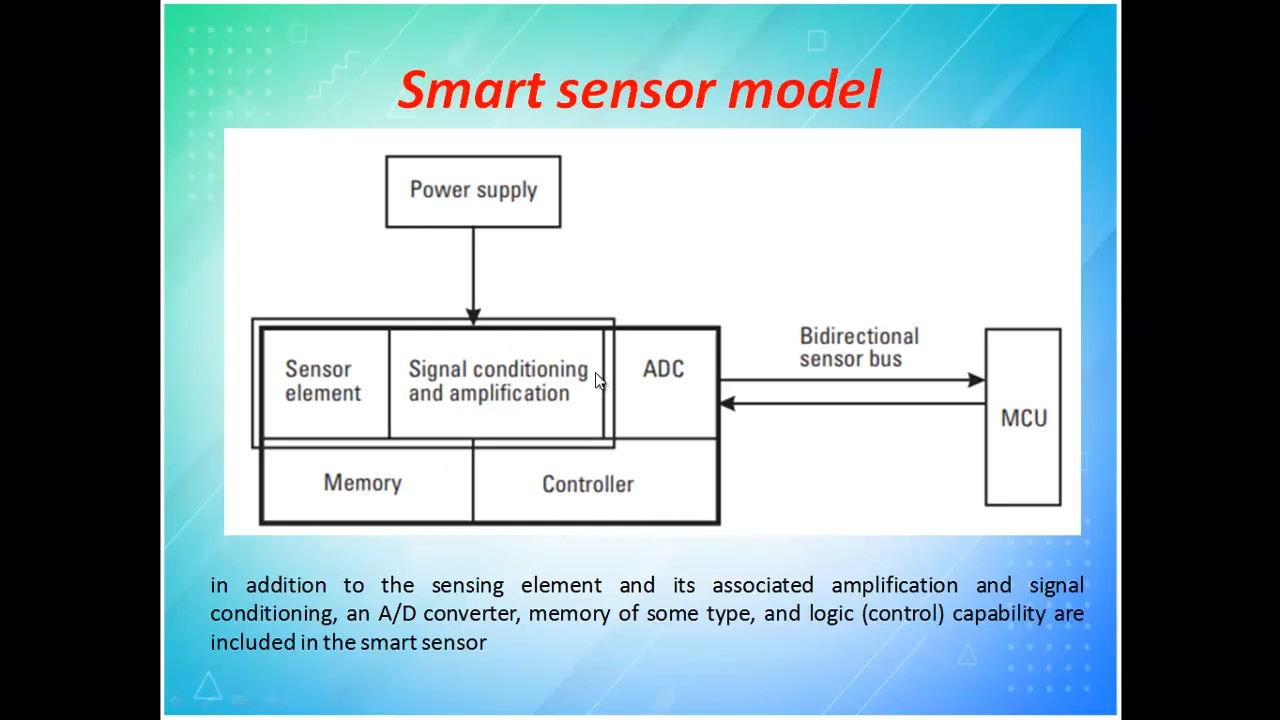 Smart sensor model
Power supply
Bidirectional
sensor bus
Sensor
element
Signal conditioning
and amplification
ADC
MCU
Memory
Controller
in addition to the sensing element and its associated amplification and signal
conditioning, an A/D converter, memory of some type, and logic (control) capability are
included in the smart sensor